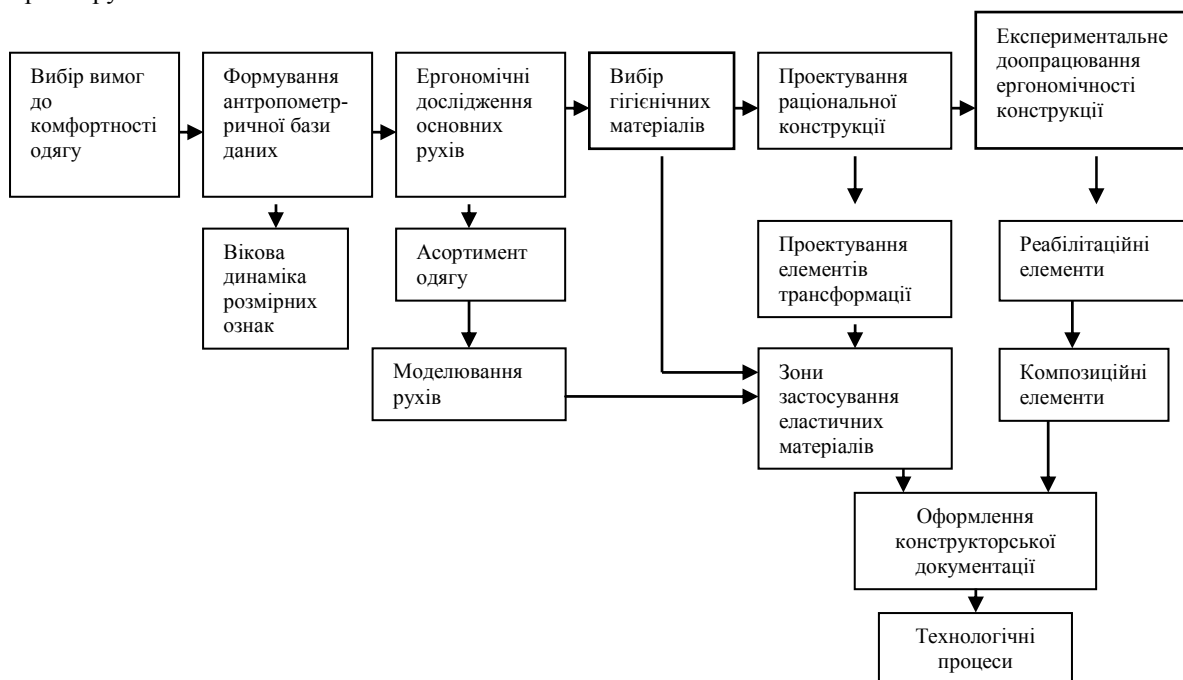 Вибір вимог
до
комфортності
одягу
Формування
антропометр-
ричної бази
даних
Ергономічні
дослідження
основних
рухів
Вибір
гігієнічних
матеріалів
Проектування
раціональної
конструкції
Експериментальне
доопрацювання
ергономічності
конструкції
Вікова
динаміка
розмірних
ознак
Асортимент
одягу
Проектування
елементів
трансформації
Реабілітаційні
елементи
Моделювання
рухів
Зони
застосування
еластичних
матеріалів
Композиційні
елементи
Оформлення
конструкторської
документації
Технологічні
процеси